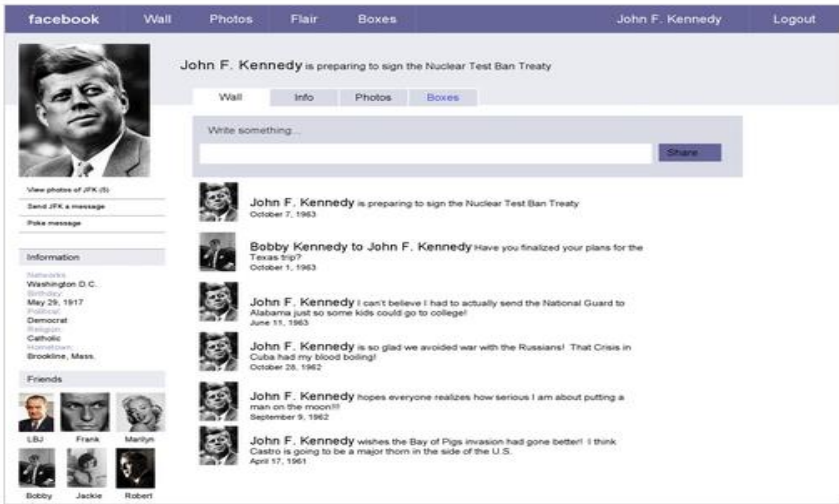 facebook Wall Photos Flair Boxes John F. Kennedy Logout
John F. Kennedy is preparing to sign the Nuclear Test Ban Treaty
Wall Info Photos Boxes
Write something...
Share
View photos of JFK (5)
Send JFK a message
Poke message
Information
Networks:
Washington D.C.
Birthday:
May 29, 1917
Political:
Democrat
Religion:
Catholic
Hometown:
Brookline, Mass.
Friends
LBJ Frank Marilyn
Bobby Jackie Robert
John F. Kennedy is preparing to sign the Nuclear Test Ban Treaty
October 7, 1963
Bobby Kennedy to John F. Kennedy Have you finalized your plans for the
Texas trip?
October 1, 1963
John F. Kennedy I can't believe I had to actually send the National Guard to
Alabama just so some kids could go to college!
June 11, 1963
John F. Kennedy is so glad we avoided war with the Russians! That Crisis in
Cuba had my blood boiling!
October 28, 1962
John F. Kennedy hopes everyone realizes how serious I am about putting a
man on the moon!!!
September 9, 1962
John F. Kennedy wishes the Bay of Pigs invasion had gone better! I think
Castro is going to be a major thorn in the side of the U.S.
April 17, 1961